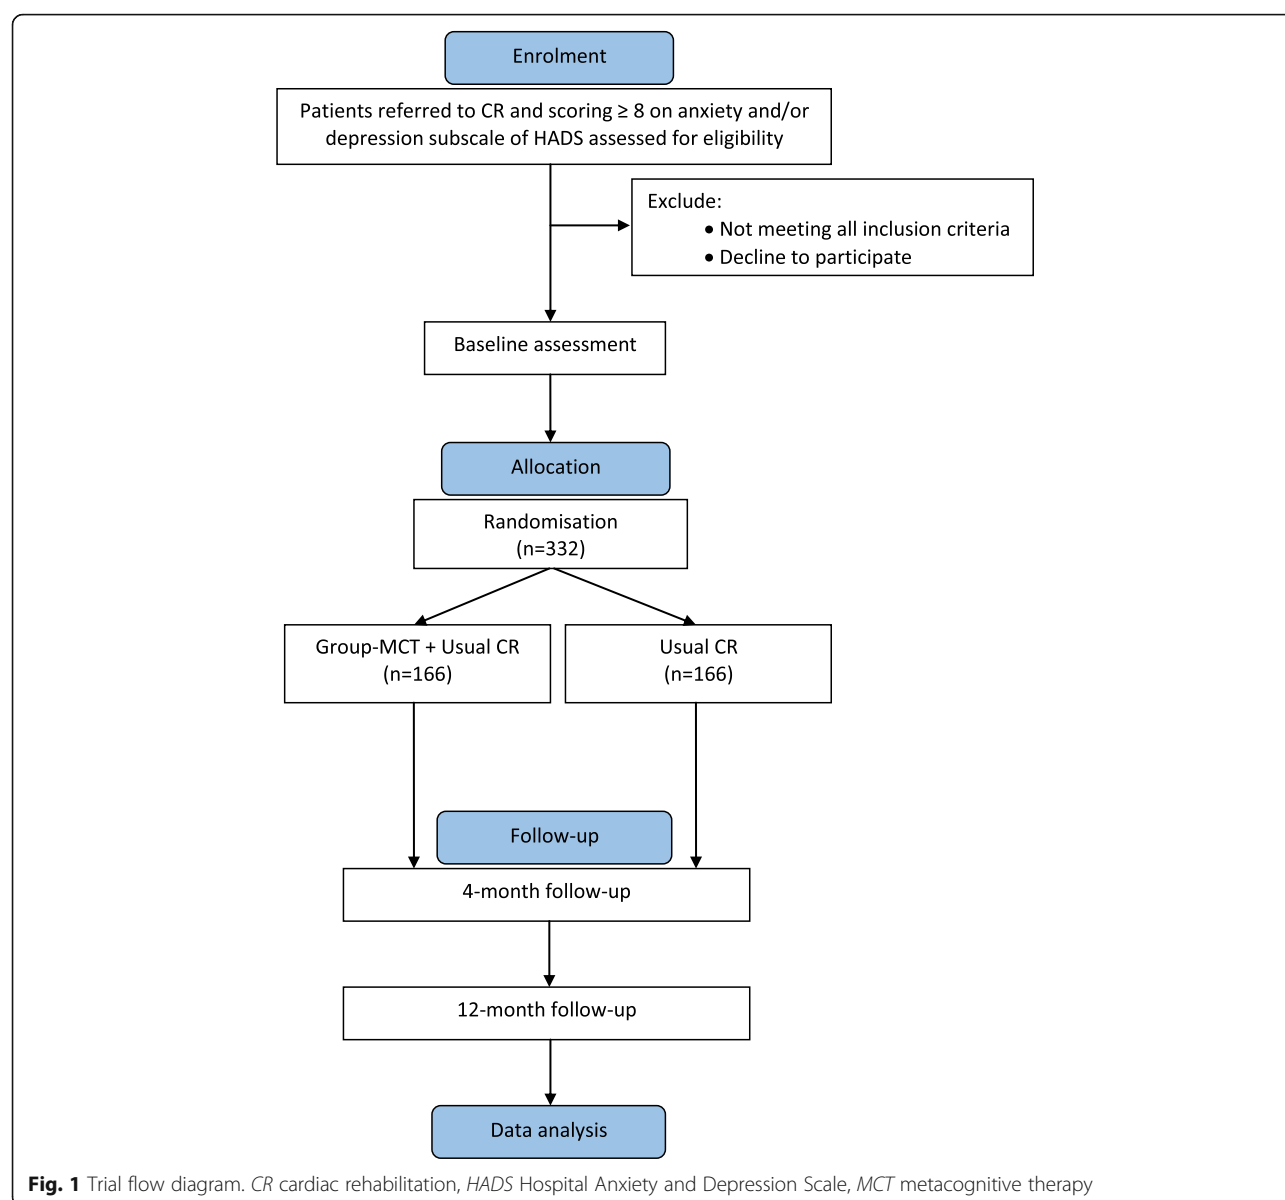 Enrolment
Patients referred to CR and scoring ≥ 8 on anxiety and/or
depression subscale of HADS assessed for eligibility
Exclude:
• Not meeting all inclusion criteria
• Decline to participate
Baseline assessment
Allocation
Randomisation
(n=332)
Group-MCT + Usual CR
(n=166)
Usual CR
(n=166)
Follow-up
4-month follow-up
12-month follow-up
Data analysis
Fig. 1 Trial flow diagram. CR cardiac rehabilitation, HADS Hospital Anxiety and Depression Scale, MCT metacognitive therapy